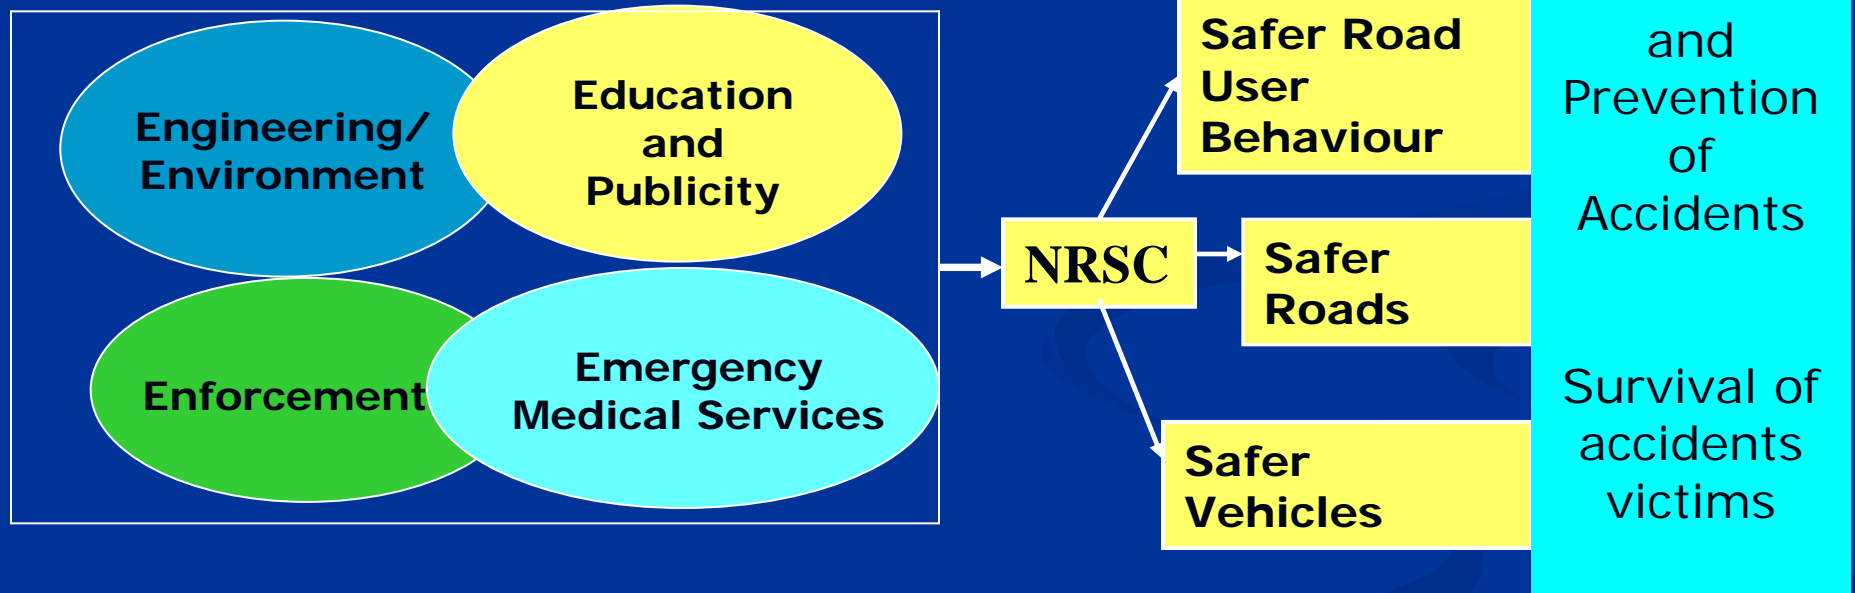 Engineering/
Environment
Education
and
Publicity
Enforcement
Emergency
Medical Services
NRSC
Safer Road
User
Behaviour
Safer
Roads
Safer
Vehicles
and
Prevention
of
Accidents
Survival of
accidents
victims